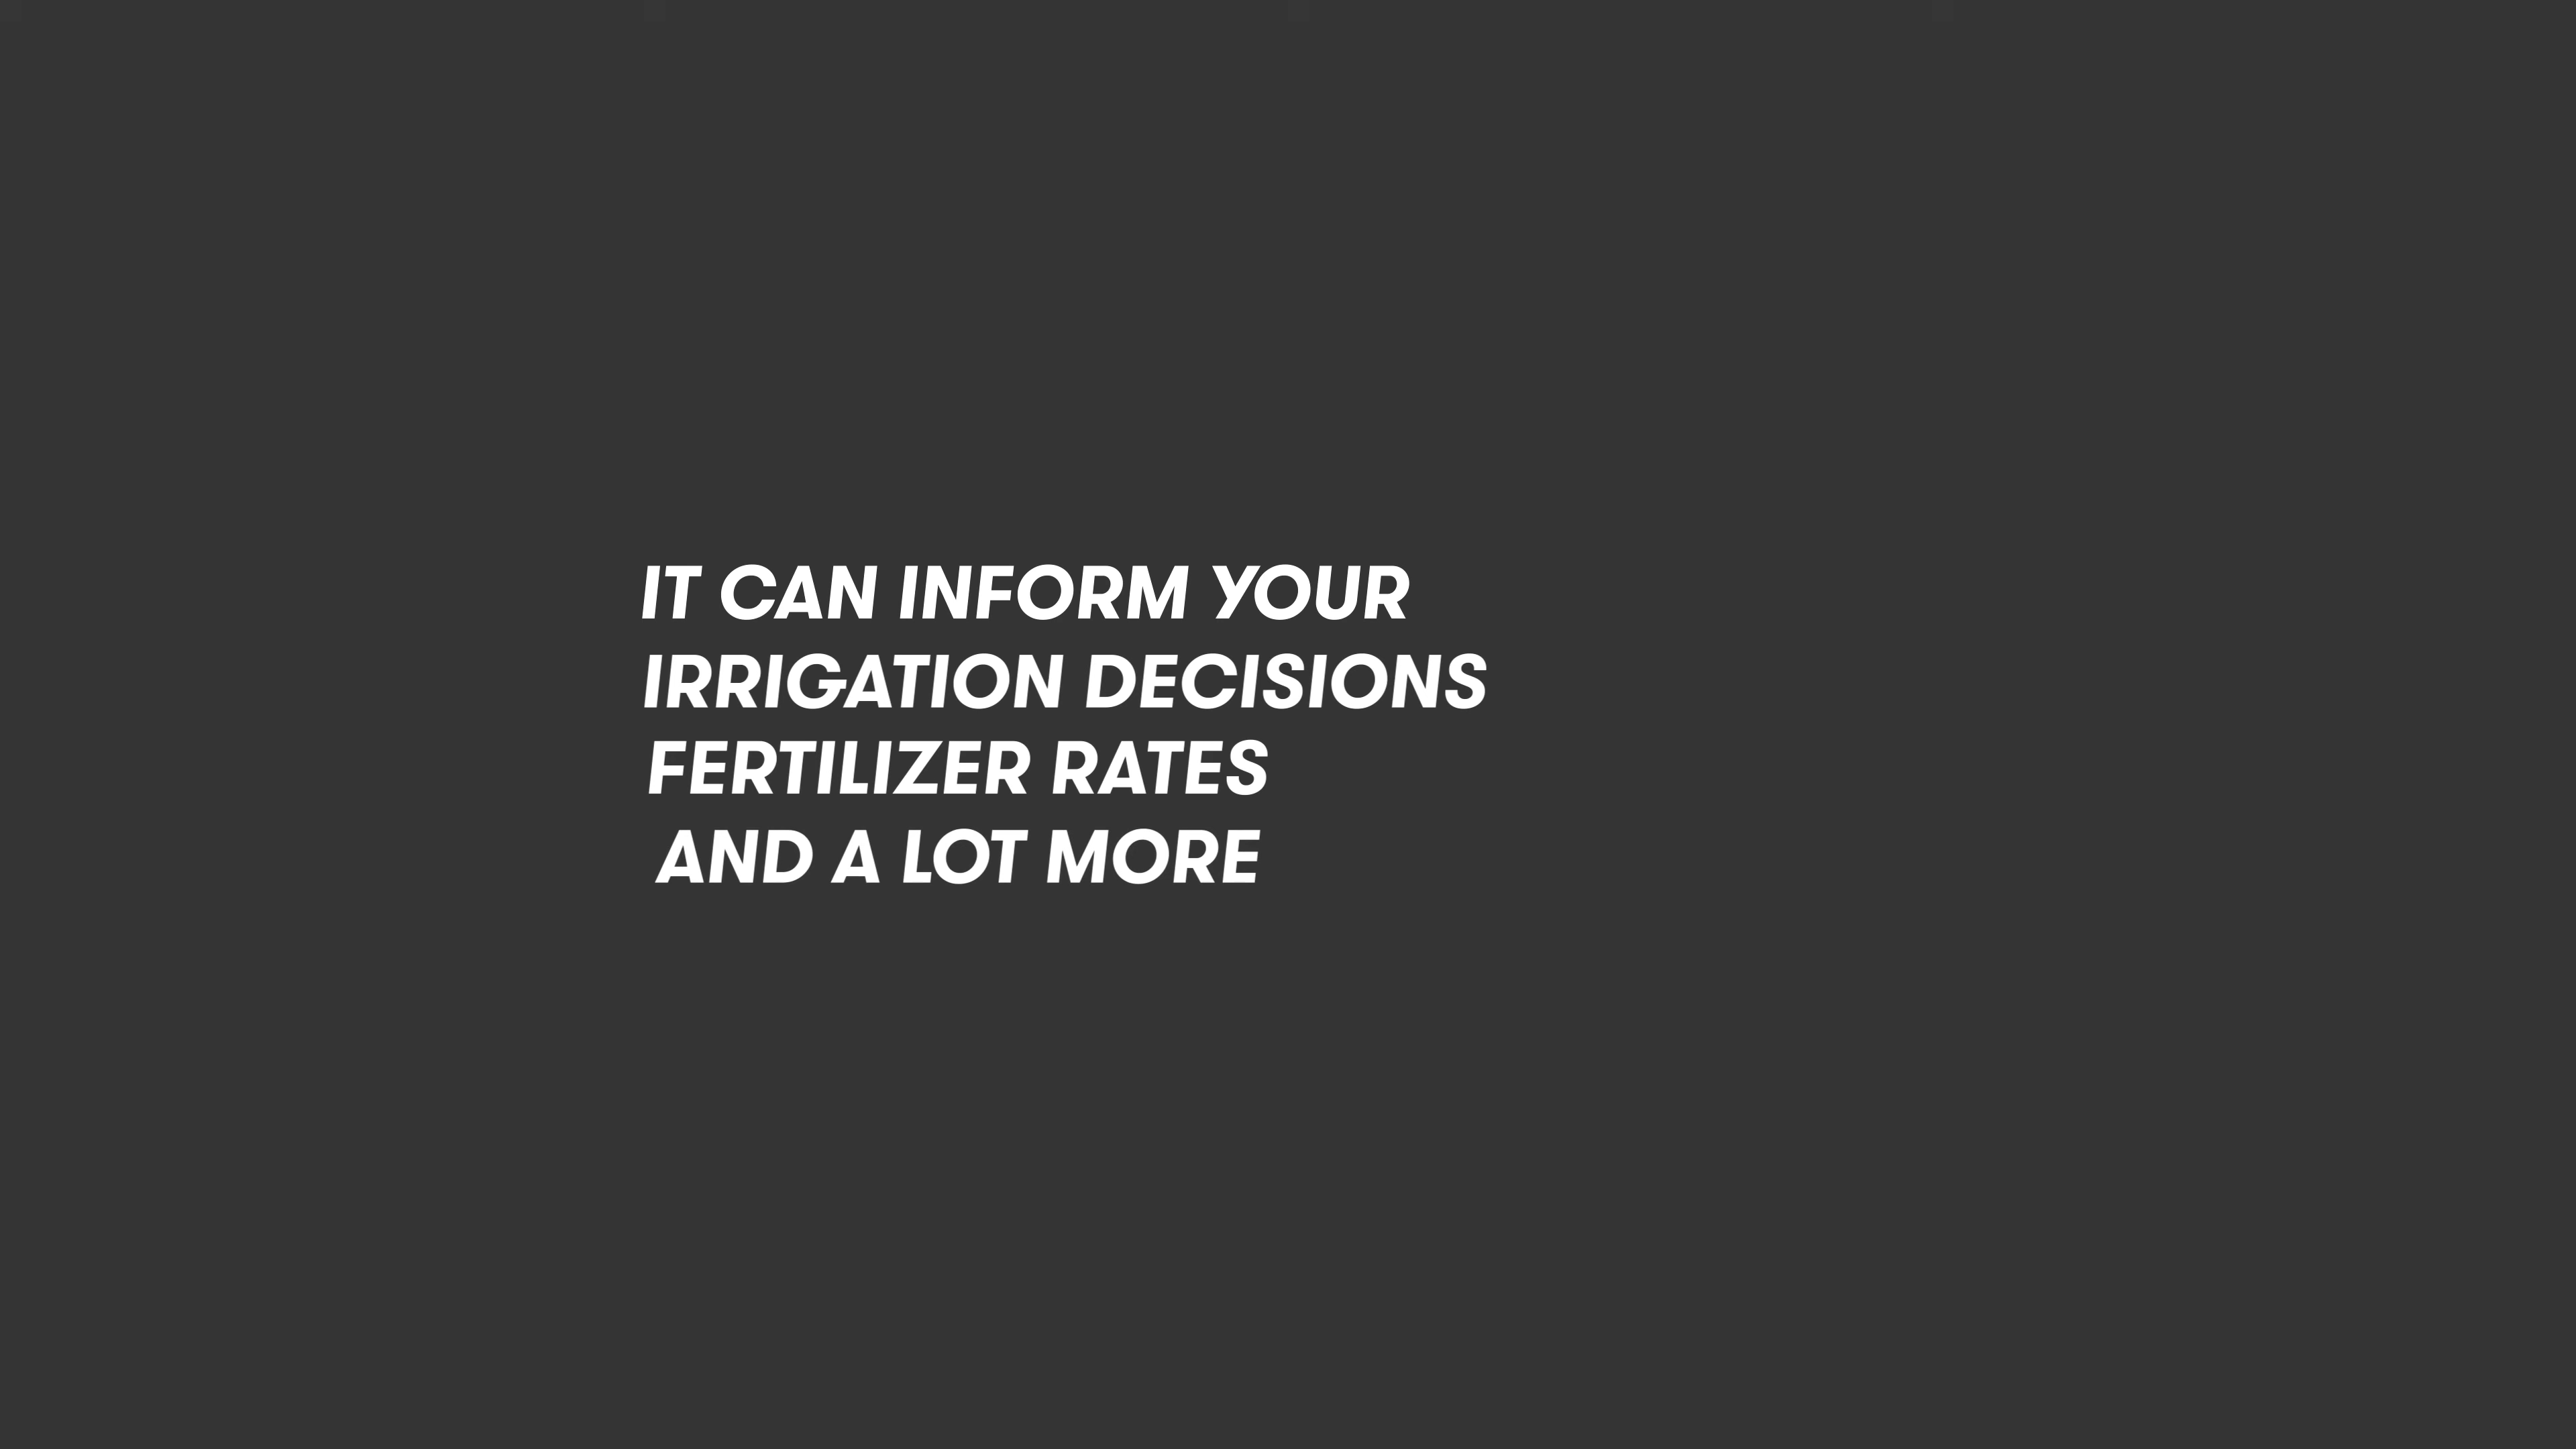 IT CAN INFORM YOUR
IRRIGATION DECISIONS
FERTILIZER RATES
AND A LOT MORE